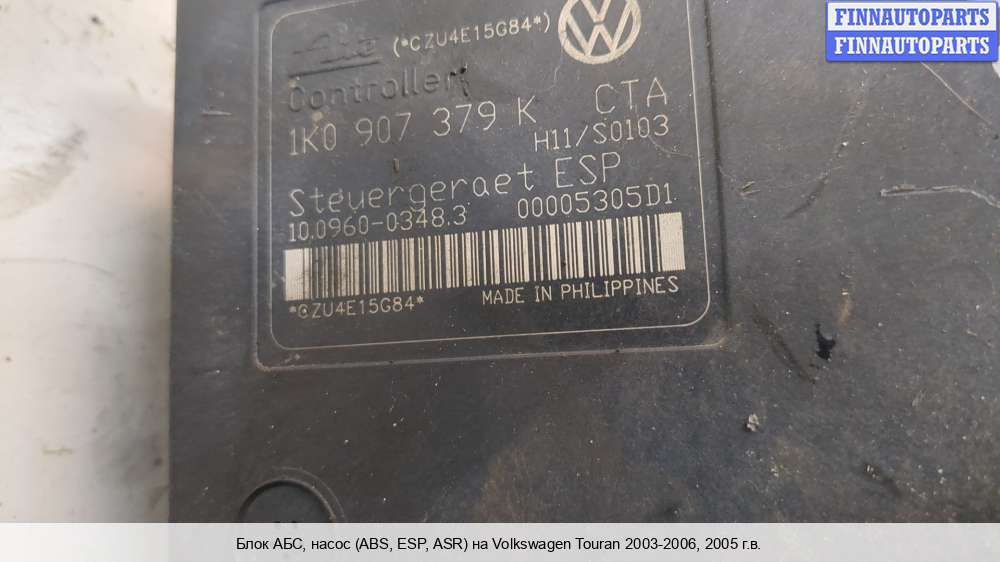 FINNAUTOPARTS
FINNAUTOPARTS
Ate (*CZU4E15G84*)
Controller
1K0 907 379 K CTA
H11/S0103
Steuergeraet ESP
10.0960-0348.3 00005305D1
*CZU4E15G84* MADE IN PHILIPPINES
Блок АБС, насос (ABS, ESP, ASR) на Volkswagen Touran 2003-2006, 2005 г.в.